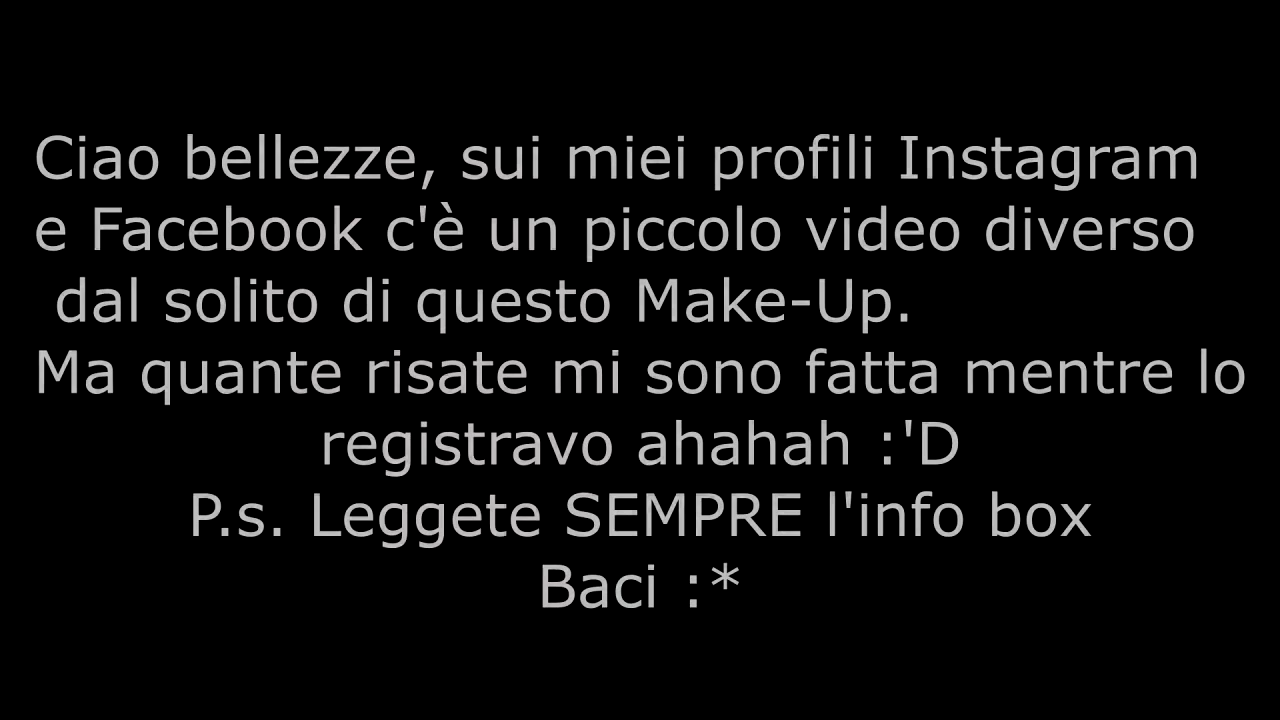 Ciao bellezze, sui miei profili Instagram
e Facebook c'è un piccolo video diverso
dal solito di questo Make-Up.
Ma quante risate mi sono fatta mentre lo
registravo ahahah :'D
P.s. Leggete SEMPRE l'info box
Baci :*